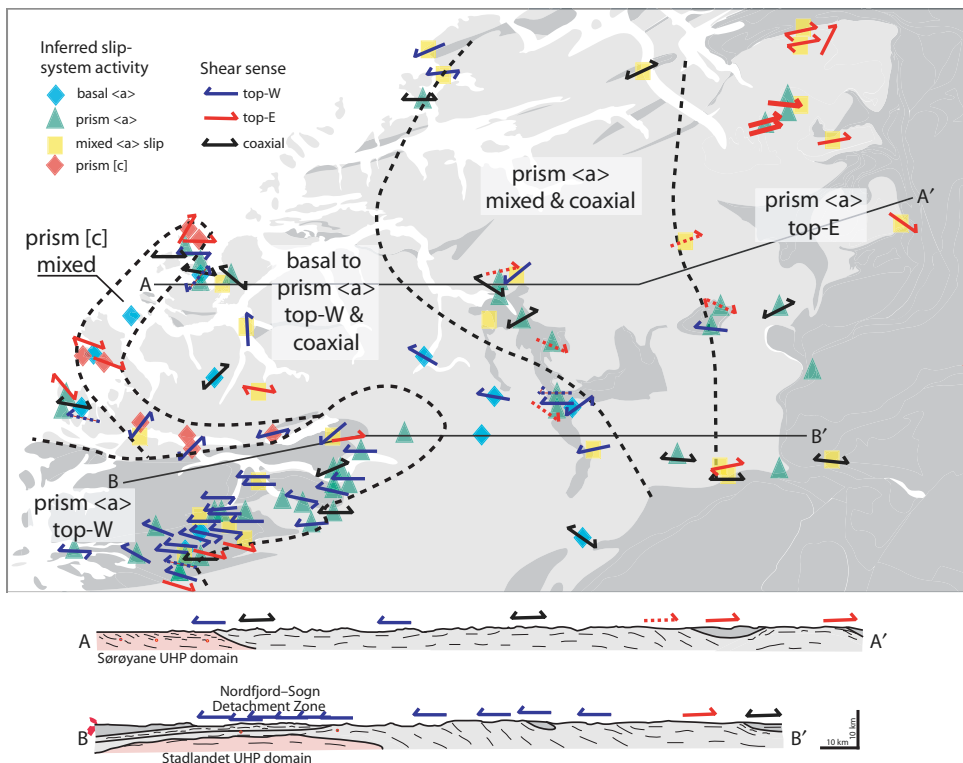 Inferred slip-
system activity
basal <a>
prism <a>
mixed <a> slip
prism [c]
Shear sense
top-W
top-E
coaxial
prism <a>
mixed & coaxial
prism <a>
top-E
A′
prism [c]
mixed
A
basal to
prism <a>
top-W &
coaxial
B′
B
prism <a>
top-W
A
A′
Sørøyane UHP domain
Nordfjord–Sogn
Detachment Zone
B
B′
Stadlandet UHP domain
10 km
10 km